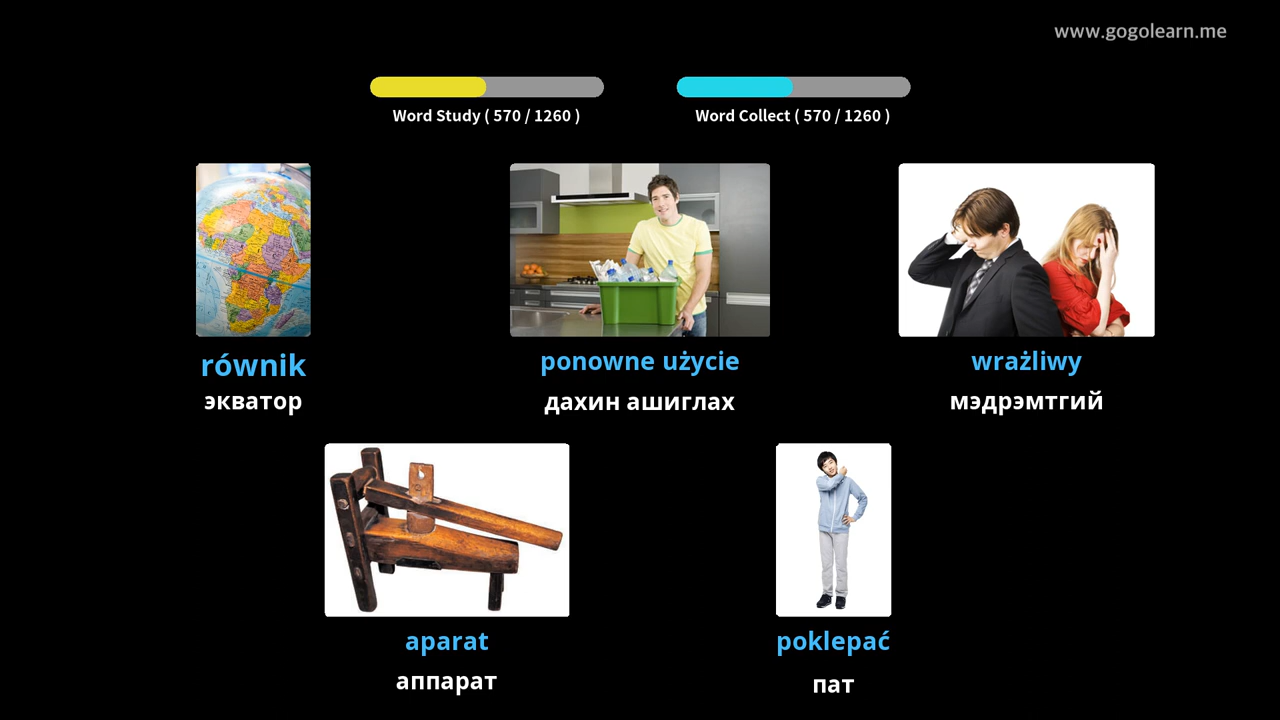 www.gogolearn.me
Word Study ( 570 / 1260 )
Word Collect ( 570 / 1260 )
równik
экватор
ponowne użycie
дахин ашиглах
wrażliwy
мэдрэмтгий
aparat
аппарат
poklepać
пат